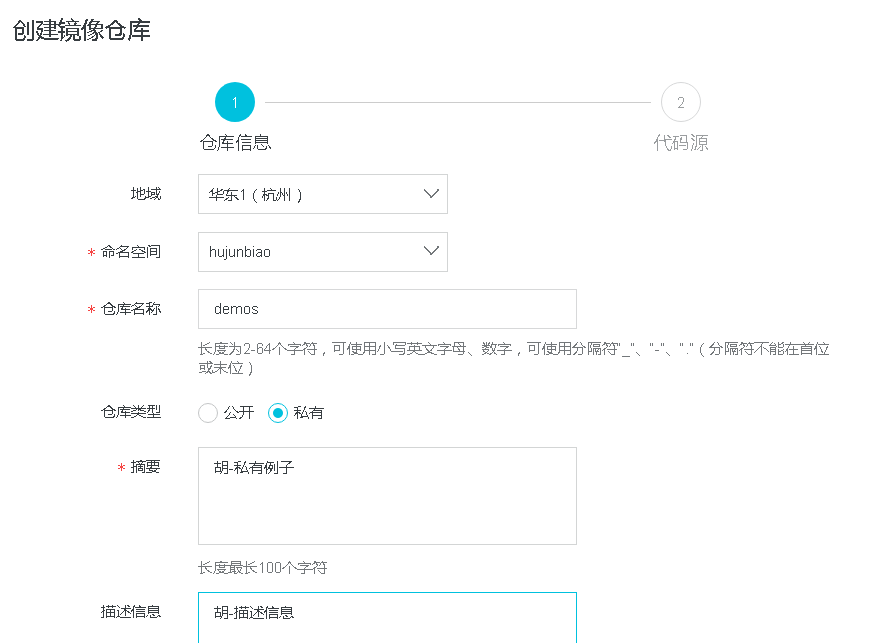 创建镜像仓库
1
2
仓库信息
代码源
地域
华东1（杭州）
* 命名空间
hujunbiao
* 仓库名称
demos
长度为2-64个字符，可使用小写英文字母、数字，可使用分隔符"_"、"-"、"."（分隔符不能在首位
或末位）
仓库类型
公开
私有
* 摘要
胡-私有例子
长度最长100个字符
描述信息
胡-描述信息